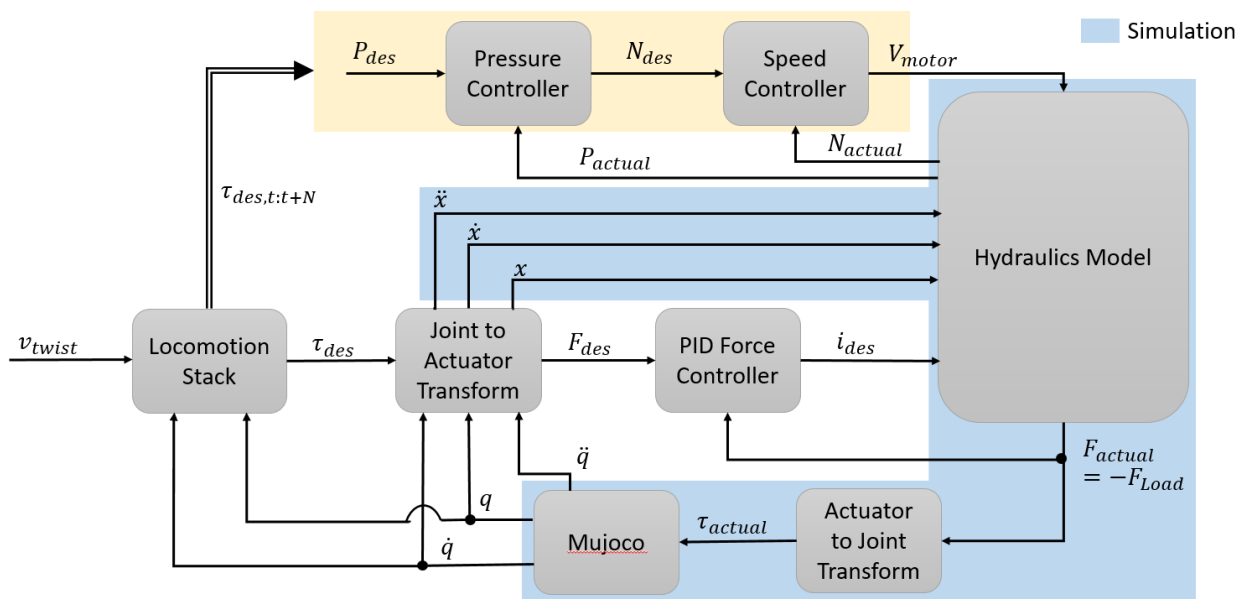 Simulation
P_des
Pressure
Controller
N_des
Speed
Controller
V_motor
P_actual
N_actual
τ_des,t:t+N
ẍ
ẋ
x
Hydraulics Model
v_twist
Locomotion
Stack
τ_des
Joint to
Actuator
Transform
F_des
PID Force
Controller
i_des
q̈
q
q̇
Mujoco
τ_actual
Actuator
to Joint
Transform
F_actual
= −F_Load